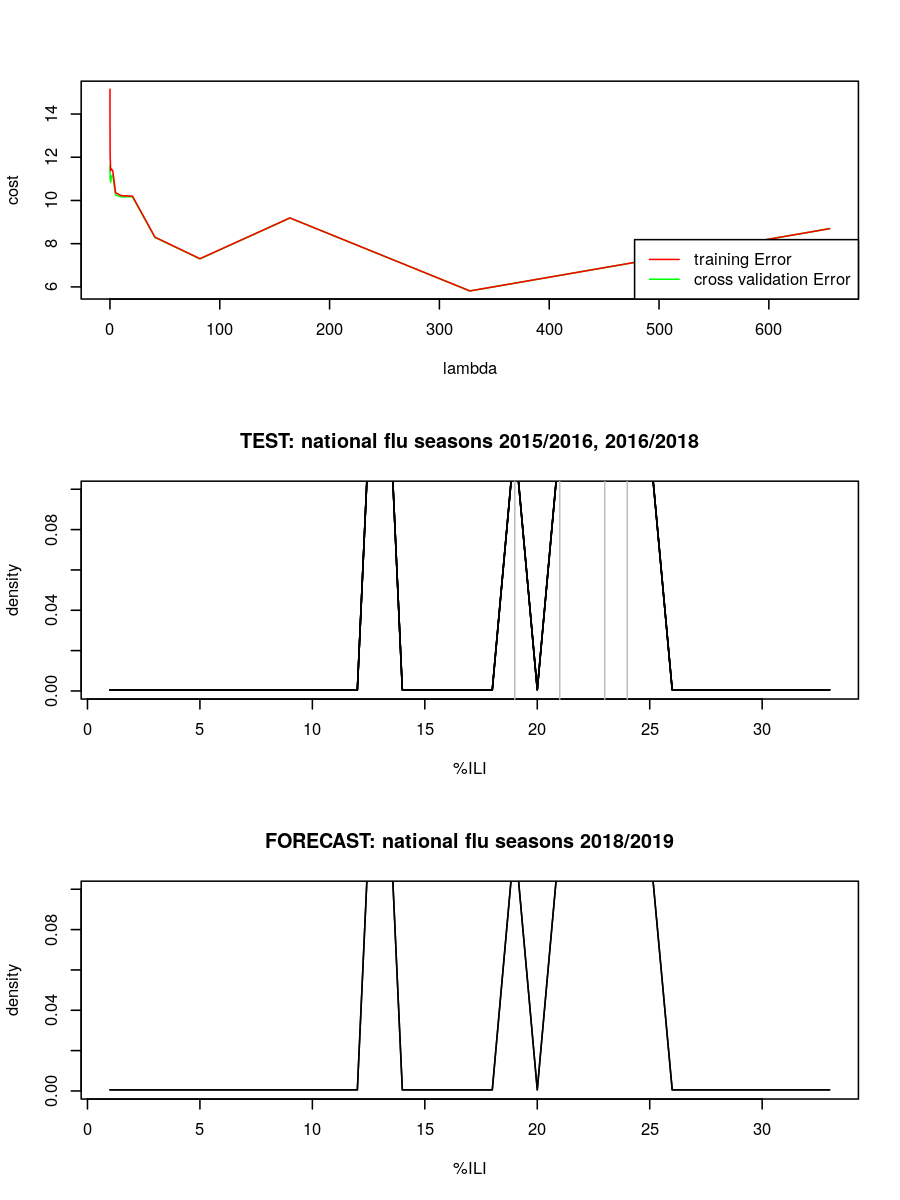 14
12
10
8
6
cost
0 100 200 300 400 500 600
lambda
training Error
cross validation Error
TEST: national flu seasons 2015/2016, 2016/2018
0.08
0.04
0.00
density
0 5 10 15 20 25 30
%ILI
FORECAST: national flu seasons 2018/2019
0.08
0.04
0.00
density
0 5 10 15 20 25 30
%ILI